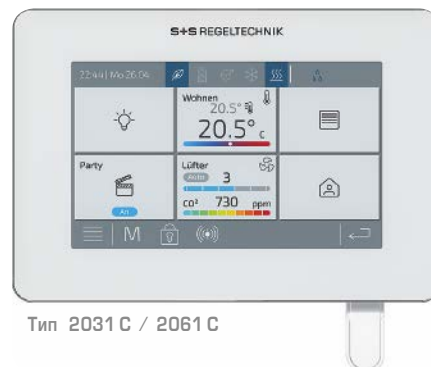 S+S REGELTECHNIK
22:44 | Mo 26.04
Wohnen
20.5°
20.5° c
Party
An
Lüfter
Auto 3
co² 730 ppm
M
Тип 2031 C / 2061 C